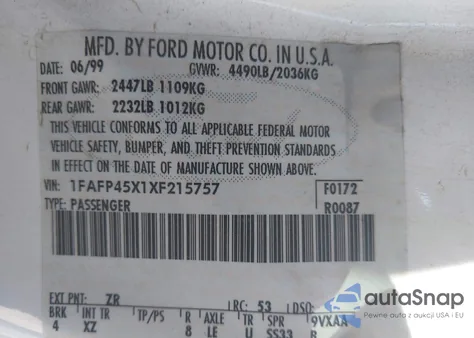 MFD. BY FORD MOTOR CO. IN U.S.A.
DATE: 06/99 GVWR: 4490LB/2036KG
FRONT GAWR: 2447LB 1109KG
REAR GAWR: 2232LB 1012KG
THIS VEHICLE CONFORMS TO ALL APPLICABLE FEDERAL MOTOR
VEHICLE SAFETY, BUMPER, AND THEFT PREVENTION STANDARDS
IN EFFECT ON THE DATE OF MANUFACTURE SHOWN ABOVE.
VIN: 1FAFP45X1XF215757 F0172
TYPE: PASSENGER R0087
EXT PNT: ZR RC: 53 DSO:
BRK INT TR TP/PS R AXLE TR SPR 9VXAA
4 XZ 8 LE U SS33
autoSnap
Pewne auta z aukcji USA i EU